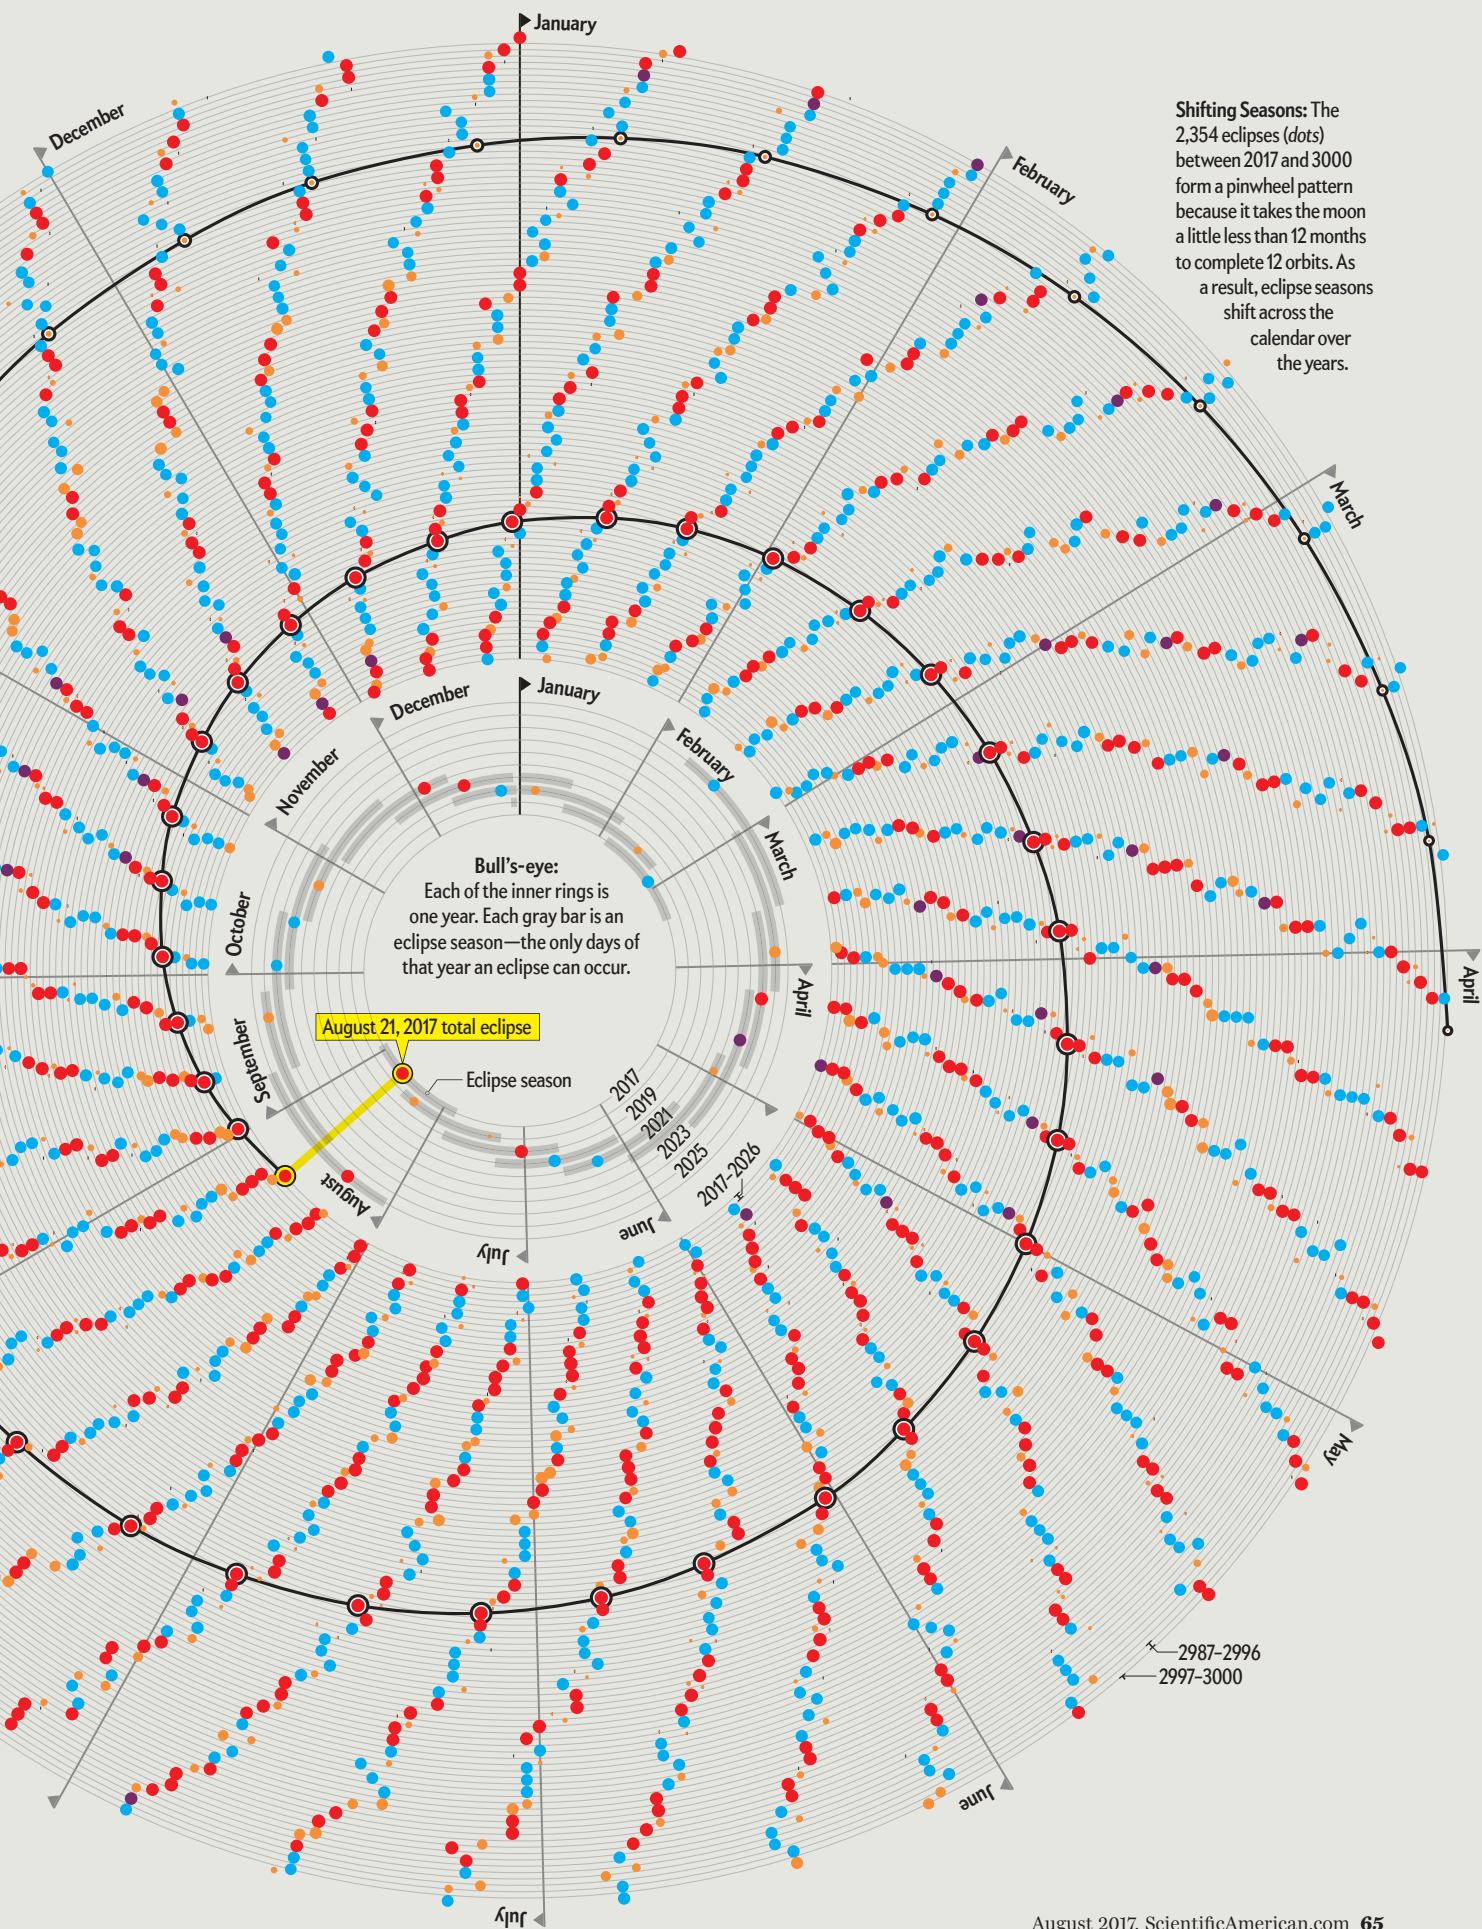 January
December
February
March
April
May
June
July
Shifting Seasons: The
2,354 eclipses (dots)
between 2017 and 3000
form a pinwheel pattern
because it takes the moon
a little less than 12 months
to complete 12 orbits. As
a result, eclipse seasons
shift across the
calendar over
the years.
January
February
March
April
June
July
August
September
October
November
December
Bull's-eye:
Each of the inner rings is
one year. Each gray bar is an
eclipse season—the only days of
that year an eclipse can occur.
August 21, 2017 total eclipse
Eclipse season
2017
2019
2021
2023
2025
2017–2026
2987–2996
2997–3000
August 2017, ScientificAmerican.com 65